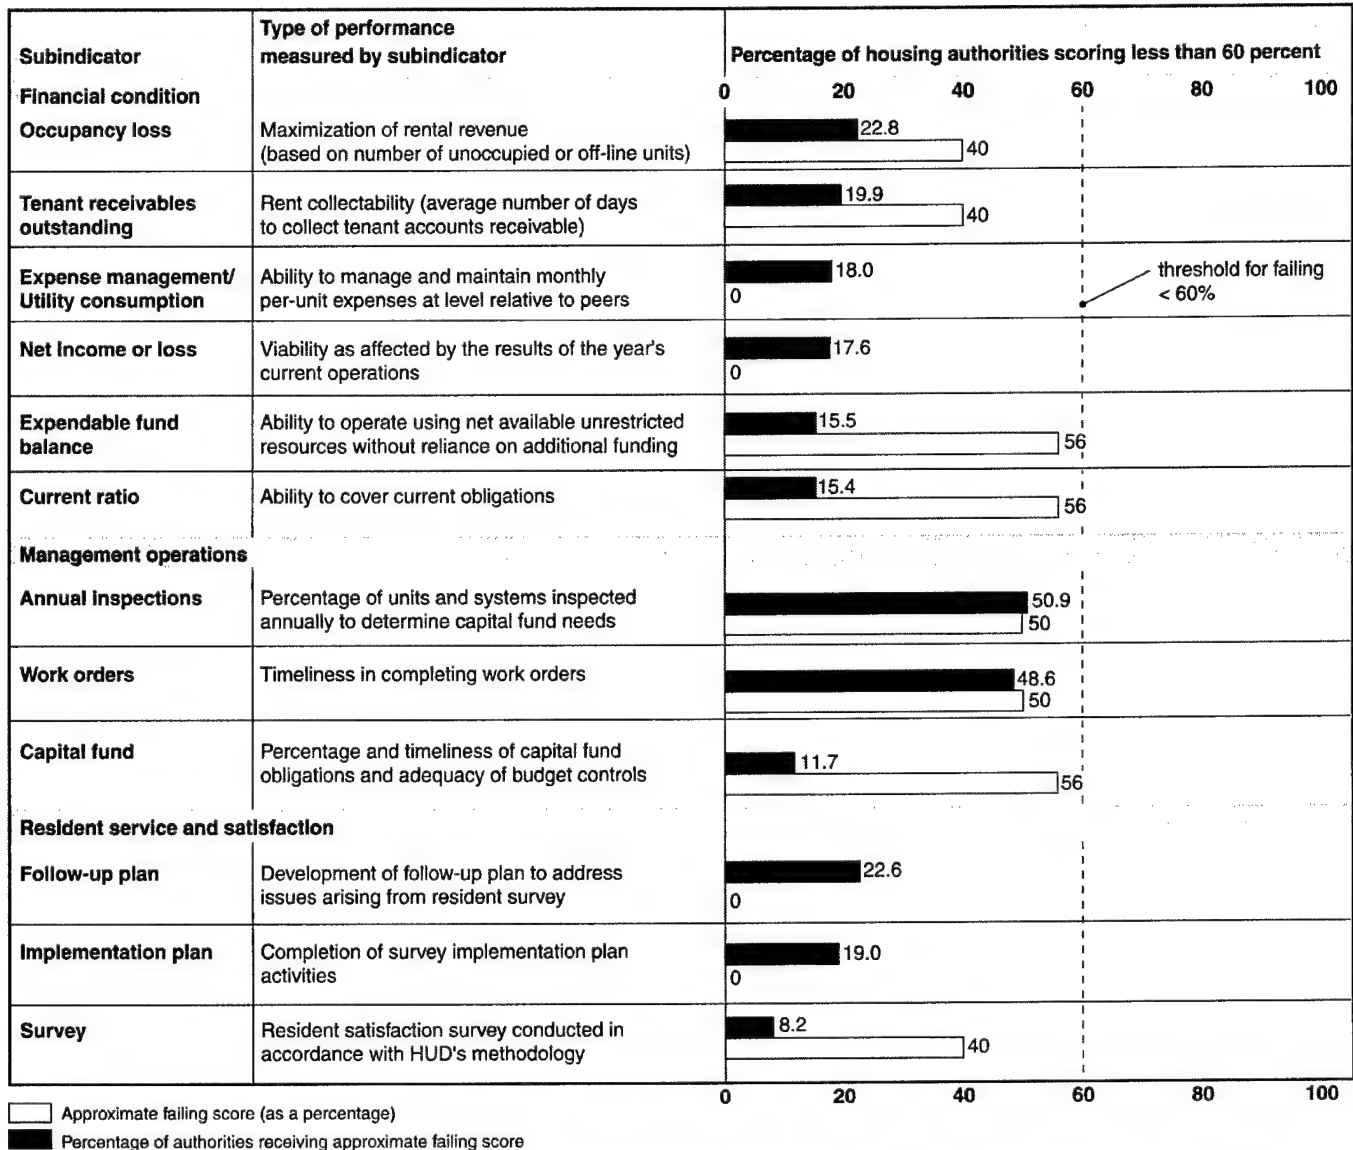 Type of performance
Subindicator measured by subindicator Percentage of housing authorities scoring less than 60 percent
Financial condition 0 20 40 60 80 100
Occupancy loss Maximization of rental revenue 22.8
(based on number of unoccupied or off-line units) 40
Tenant receivables Rent collectability (average number of days 19.9
outstanding to collect tenant accounts receivable) 40
Expense management/ Ability to manage and maintain monthly 18.0 threshold for failing
Utility consumption per-unit expenses at level relative to peers 0 < 60%
Net income or loss Viability as affected by the results of the year's 17.6
current operations 0
Expendable fund Ability to operate using net available unrestricted 15.5
balance resources without reliance on additional funding 56
Current ratio Ability to cover current obligations 15.4
56
Management operations
Annual inspections Percentage of units and systems inspected 50.9
annually to determine capital fund needs 50
Work orders Timeliness in completing work orders 48.6
50
Capital fund Percentage and timeliness of capital fund 11.7
obligations and adequacy of budget controls 56
Resident service and satisfaction
Follow-up plan Development of follow-up plan to address 22.6
issues arising from resident survey 0
Implementation plan Completion of survey implementation plan 19.0
activities 0
Survey Resident satisfaction survey conducted in 8.2
accordance with HUD's methodology 40
0 20 40 60 80 100
Approximate failing score (as a percentage)
Percentage of authorities receiving approximate failing score